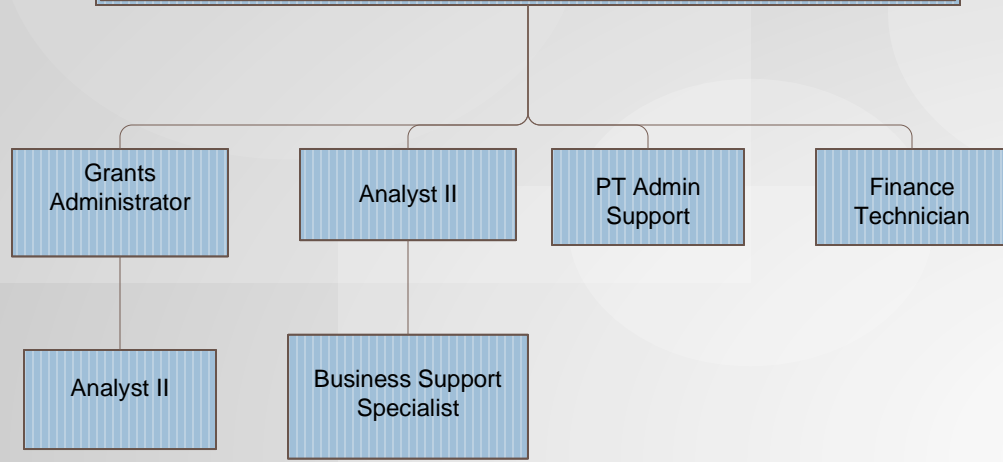 Grants
Administrator
Analyst II
PT Admin
Support
Finance
Technician
Analyst II
Business Support
Specialist